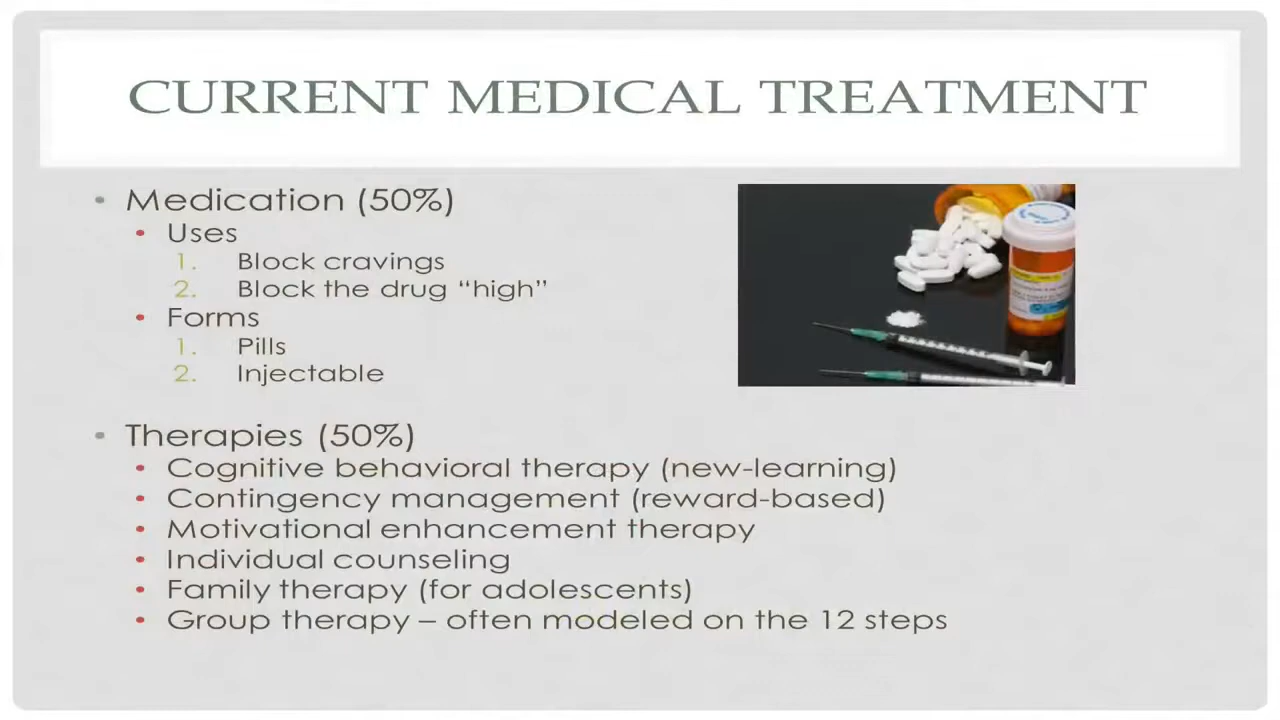 CURRENT MEDICAL TREATMENT
• Medication (50%)
• Uses
1. Block cravings
2. Block the drug “high”
• Forms
1. Pills
2. Injectable
• Therapies (50%)
• Cognitive behavioral therapy (new-learning)
• Contingency management (reward-based)
• Motivational enhancement therapy
• Individual counseling
• Family therapy (for adolescents)
• Group therapy – often modeled on the 12 steps